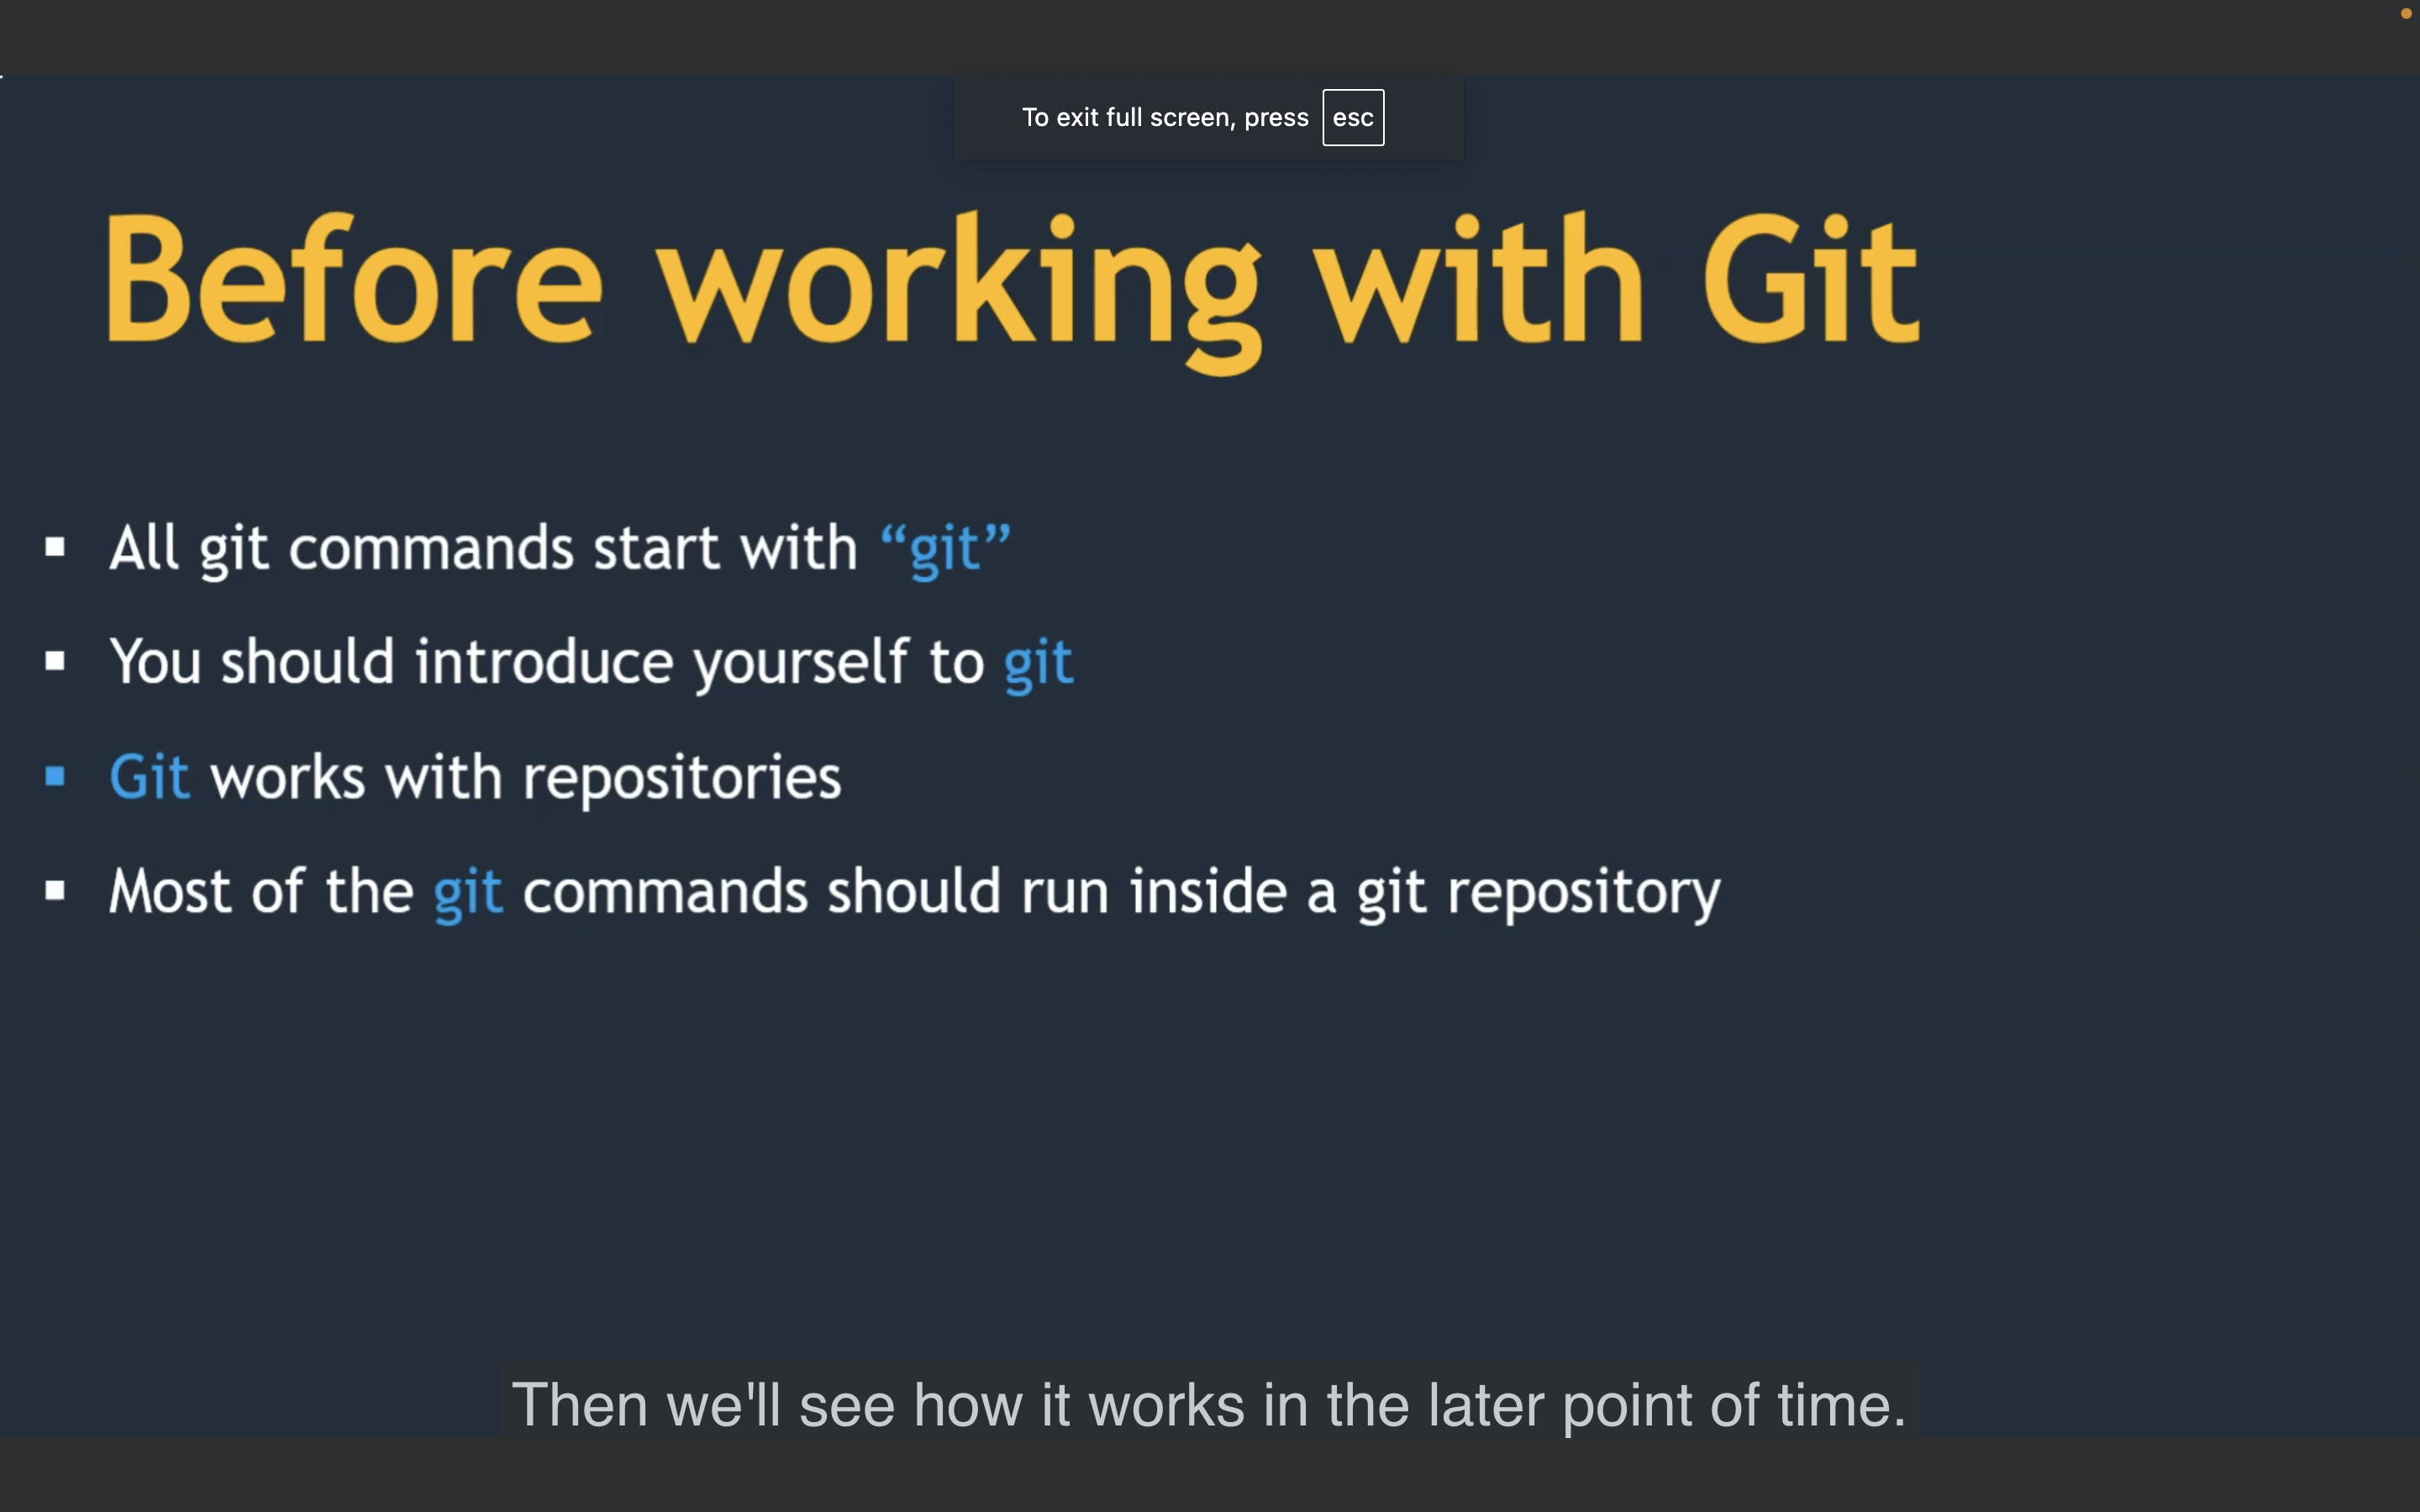 To exit full screen, press esc
Before working with Git
▪ All git commands start with “git”
▪ You should introduce yourself to git
▪ Git works with repositories
▪ Most of the git commands should run inside a git repository
Then we'll see how it works in the later point of time.